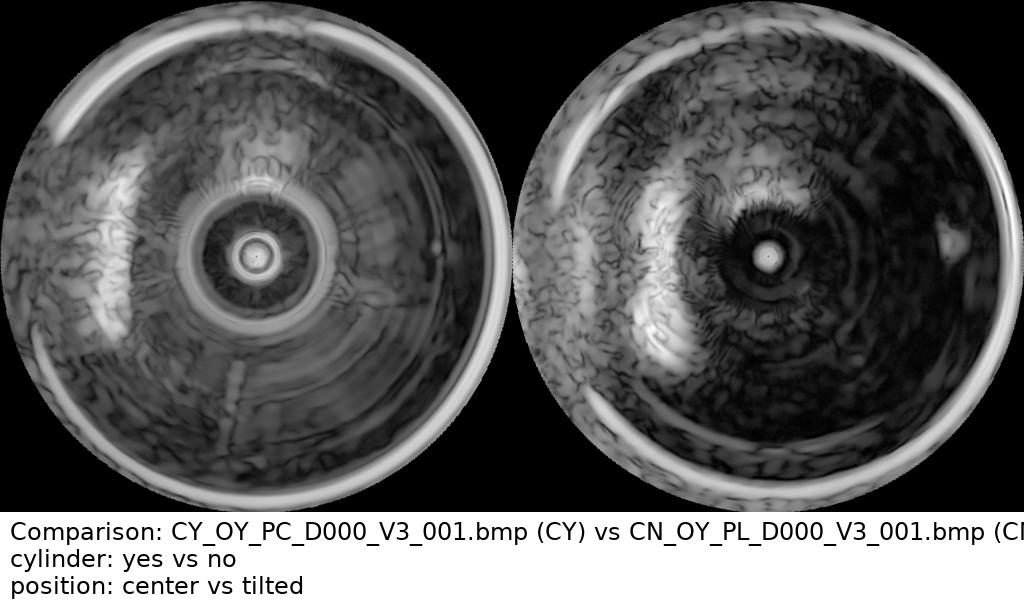 Comparison: CY_OY_PC_D000_V3_001.bmp (CY) vs CN_OY_PL_D000_V3_001.bmp
cylinder: yes vs no
position: center vs tilted